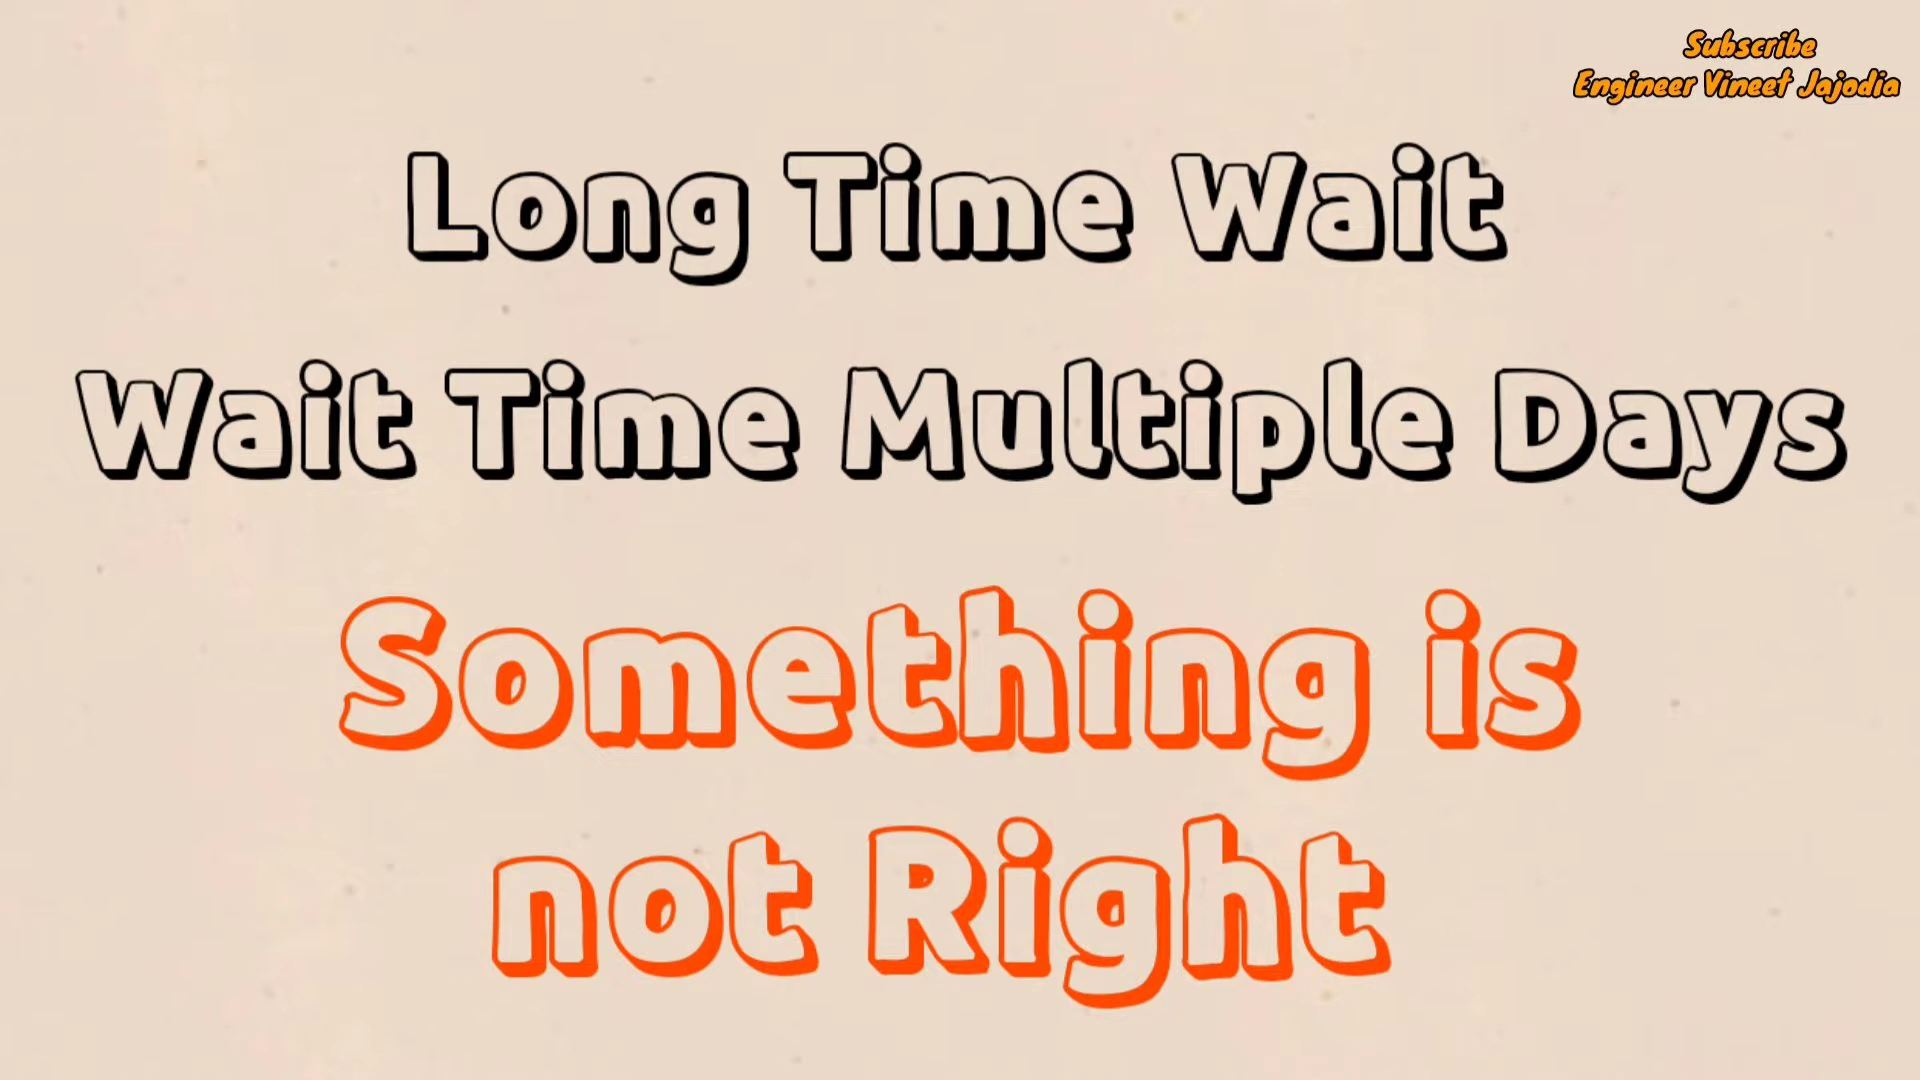 Subscribe
Engineer Vineet Jajodia
Long Time Wait
Wait Time Multiple Days
Something is
not Right